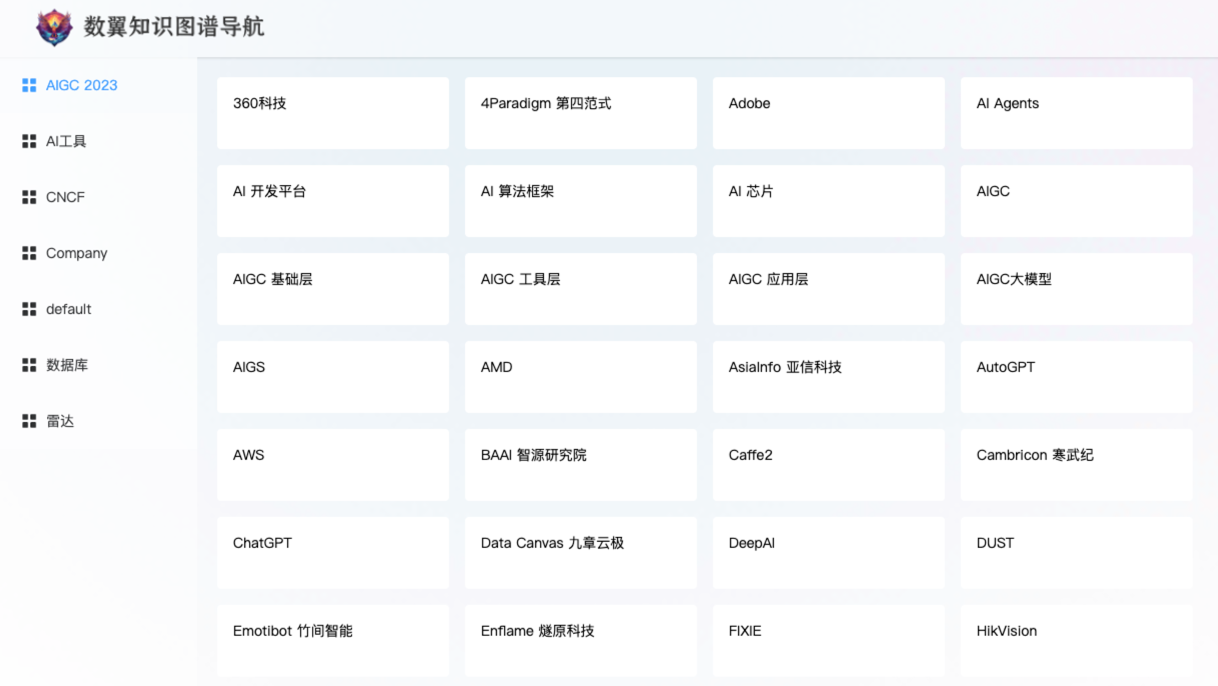 数翼知识图谱导航
AIGC 2023
AI工具
CNCF
Company
default
数据库
雷达
360科技
4Paradigm 第四范式
Adobe
AI Agents
AI 开发平台
AI 算法框架
AI 芯片
AIGC
AIGC 基础层
AIGC 工具层
AIGC 应用层
AIGC大模型
AIGS
AMD
AsiaInfo 亚信科技
AutoGPT
AWS
BAAI 智源研究院
Caffe2
Cambricon 寒武纪
ChatGPT
Data Canvas 九章云极
DeepAI
DUST
Emotibot 竹间智能
Enflame 燧原科技
FIXIE
HikVision